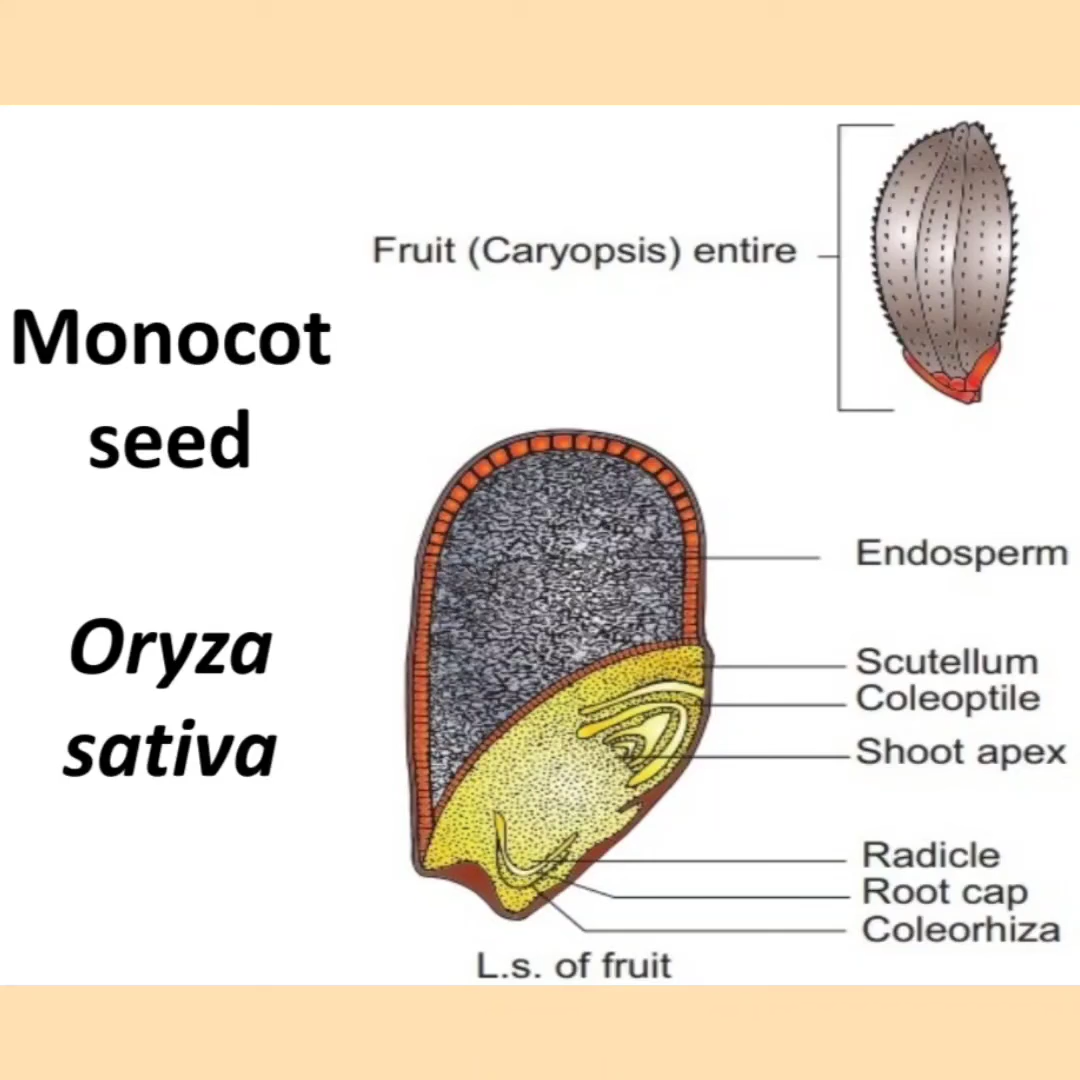 Monocot
seed
Oryza
sativa
Fruit (Caryopsis) entire
Endosperm
Scutellum
Coleoptile
Shoot apex
Radicle
Root cap
Coleorhiza
L.s. of fruit